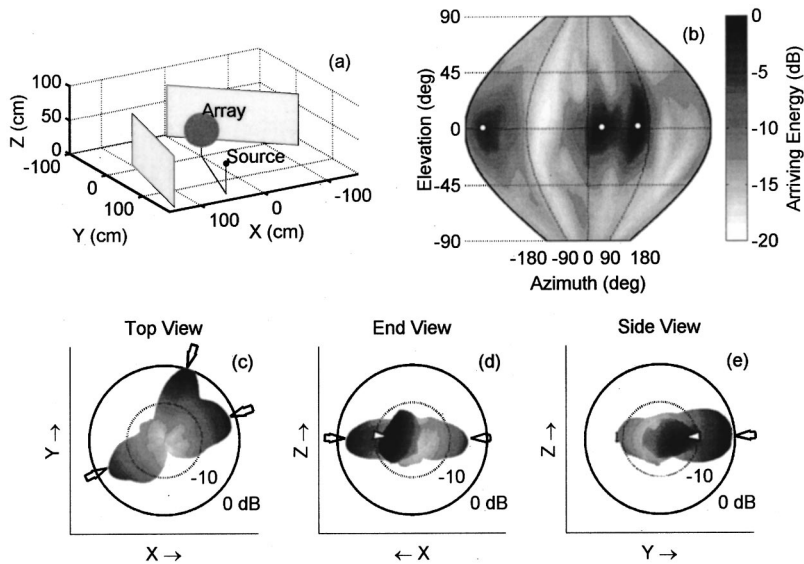 (a)
Z (cm)
100
50
0
-100
0
100
Y (cm)
100
0
-100
X (cm)
Array
Source
(b)
Elevation (deg)
90
45
0
-45
-90
-180 -90 0 90 180
Azimuth (deg)
0
-5
-10
-15
-20
Arriving Energy (dB)
Top View
(c)
Y →
X →
-10
0 dB
End View
(d)
Z →
← X
-10
0 dB
Side View
(e)
Z →
Y →
-10
0 dB